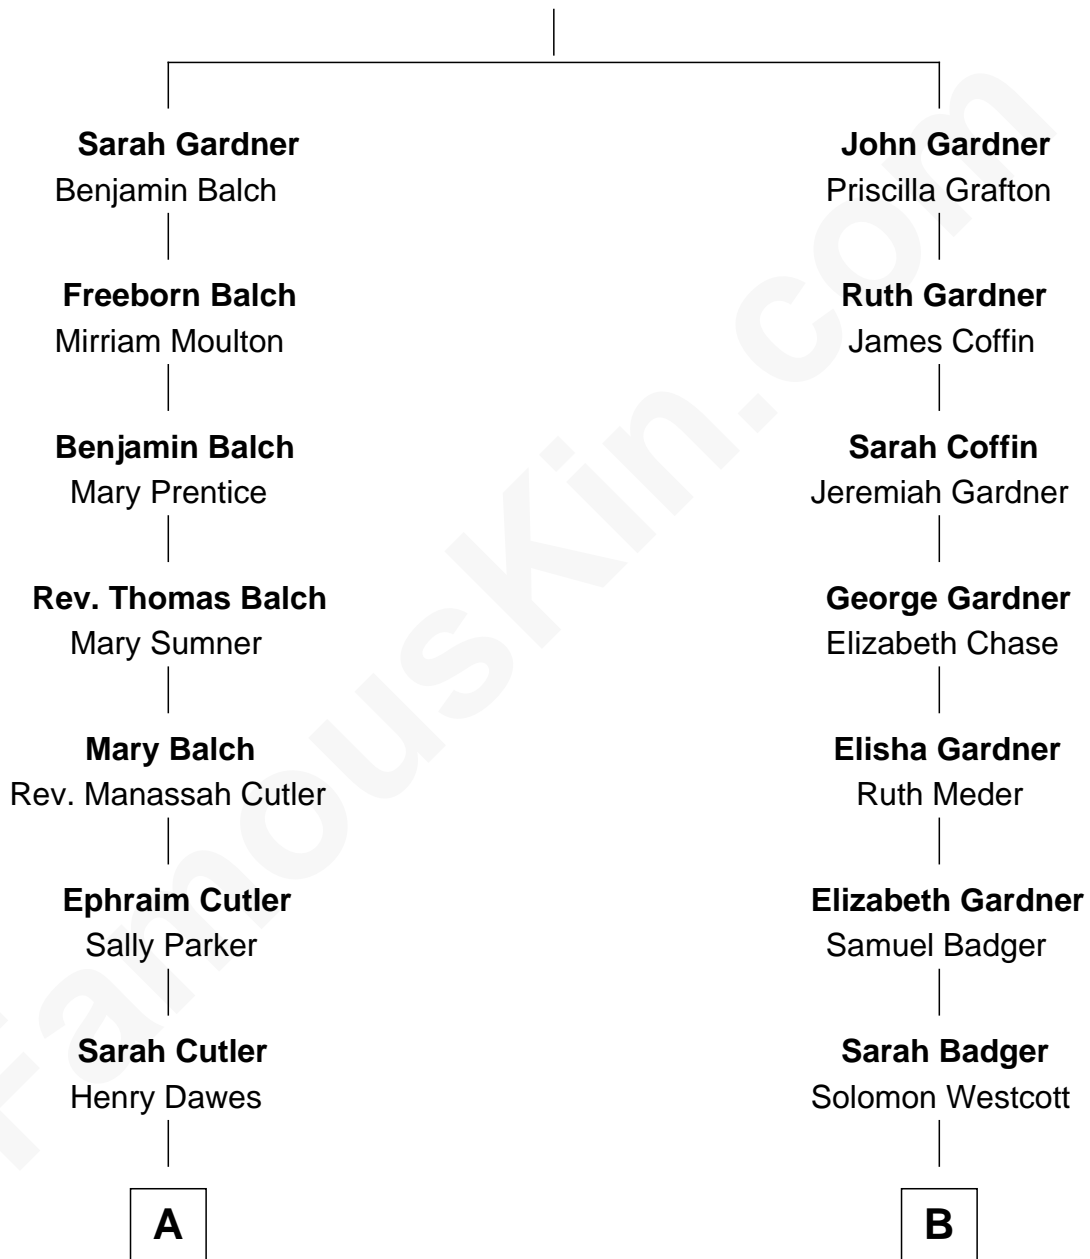 Sarah Gardner
Benjamin Balch
Freeborn Balch
Mirriam Moulton
Benjamin Balch
Mary Prentice
Rev. Thomas Balch
Mary Sumner
Mary Balch
Rev. Manassah Cutler
Ephraim Cutler
Sally Parker
Sarah Cutler
Henry Dawes
A
John Gardner
Priscilla Grafton
Ruth Gardner
James Coffin
Sarah Coffin
Jeremiah Gardner
George Gardner
Elizabeth Chase
Elisha Gardner
Ruth Meder
Elizabeth Gardner
Samuel Badger
Sarah Badger
Solomon Westcott
B
FamousKin.com